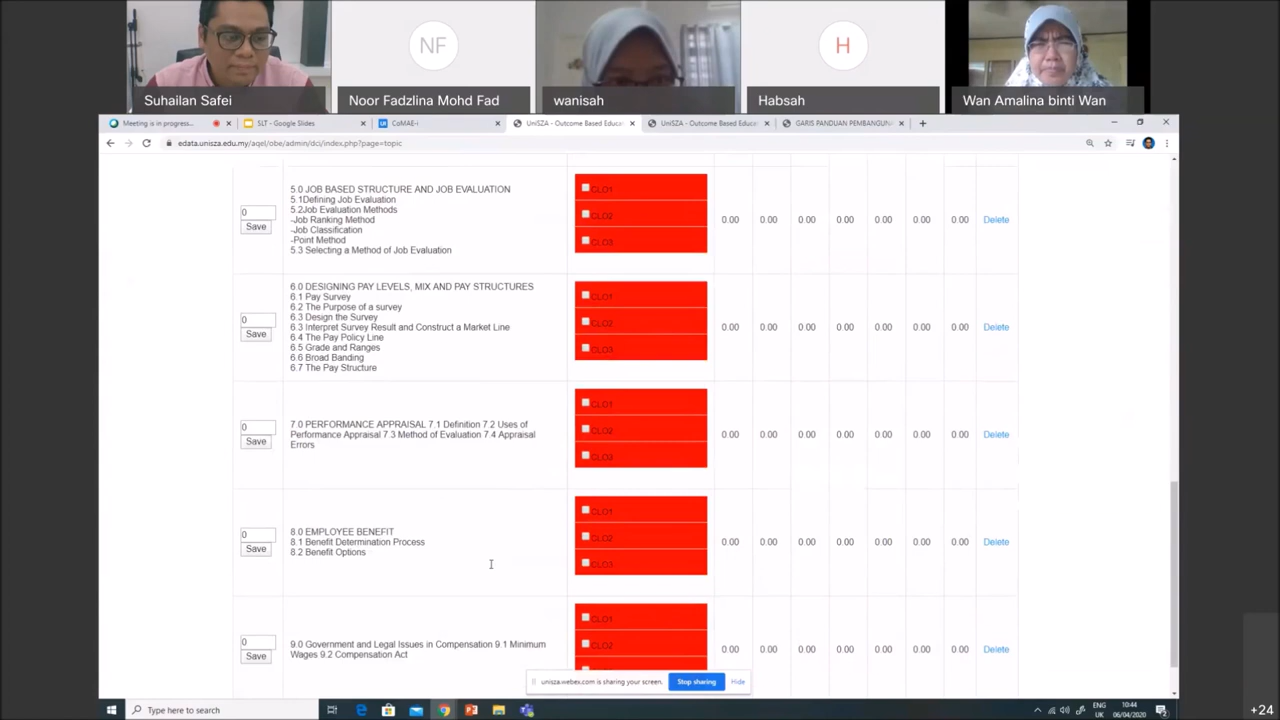 NF
H
Suhailan Safei
Noor Fadzlina Mohd Fad
wanisah
Habsah
Wan Amalina binti Wan
Meeting is in progress...
SLT - Google Slides
CoMAE-i
UniSZA - Outcome Based Educa
UniSZA - Outcome Based Educa
GARIS PANDUAN PEMBANGUN
edata.unisza.edu.my/aqel/obe/admin/dci/index.php?page=topic
0
Save
5.0 JOB BASED STRUCTURE AND JOB EVALUATION
5.1Defining Job Evaluation
5.2Job Evaluation Methods
-Job Ranking Method
-Job Classification
-Point Method
5.3 Selecting a Method of Job Evaluation
CLO1
CLO2
CLO3
0.00 0.00 0.00 0.00 0.00 0.00 0.00 Delete
0
Save
6.0 DESIGNING PAY LEVELS, MIX AND PAY STRUCTURES
6.1 Pay Survey
6.2 The Purpose of a survey
6.3 Design the Survey
6.3 Interpret Survey Result and Construct a Market Line
6.4 The Pay Policy Line
6.5 Grade and Ranges
6.6 Broad Banding
6.7 The Pay Structure
CLO1
CLO2
CLO3
0.00 0.00 0.00 0.00 0.00 0.00 0.00 Delete
0
Save
7.0 PERFORMANCE APPRAISAL 7.1 Definition 7.2 Uses of
Performance Appraisal 7.3 Method of Evaluation 7.4 Appraisal
Errors
CLO1
CLO2
CLO3
0.00 0.00 0.00 0.00 0.00 0.00 0.00 Delete
0
Save
8.0 EMPLOYEE BENEFIT
8.1 Benefit Determination Process
8.2 Benefit Options
CLO1
CLO2
CLO3
0.00 0.00 0.00 0.00 0.00 0.00 0.00 Delete
0
Save
9.0 Government and Legal Issues in Compensation 9.1 Minimum
Wages 9.2 Compensation Act
CLO1
CLO2
0.00 0.00 0.00 0.00 0.00 0.00 0.00 Delete
unisza.webex.com is sharing your screen.
Stop sharing
Hide
Type here to search
ENG
UK
10:44
06/04/2020
+24